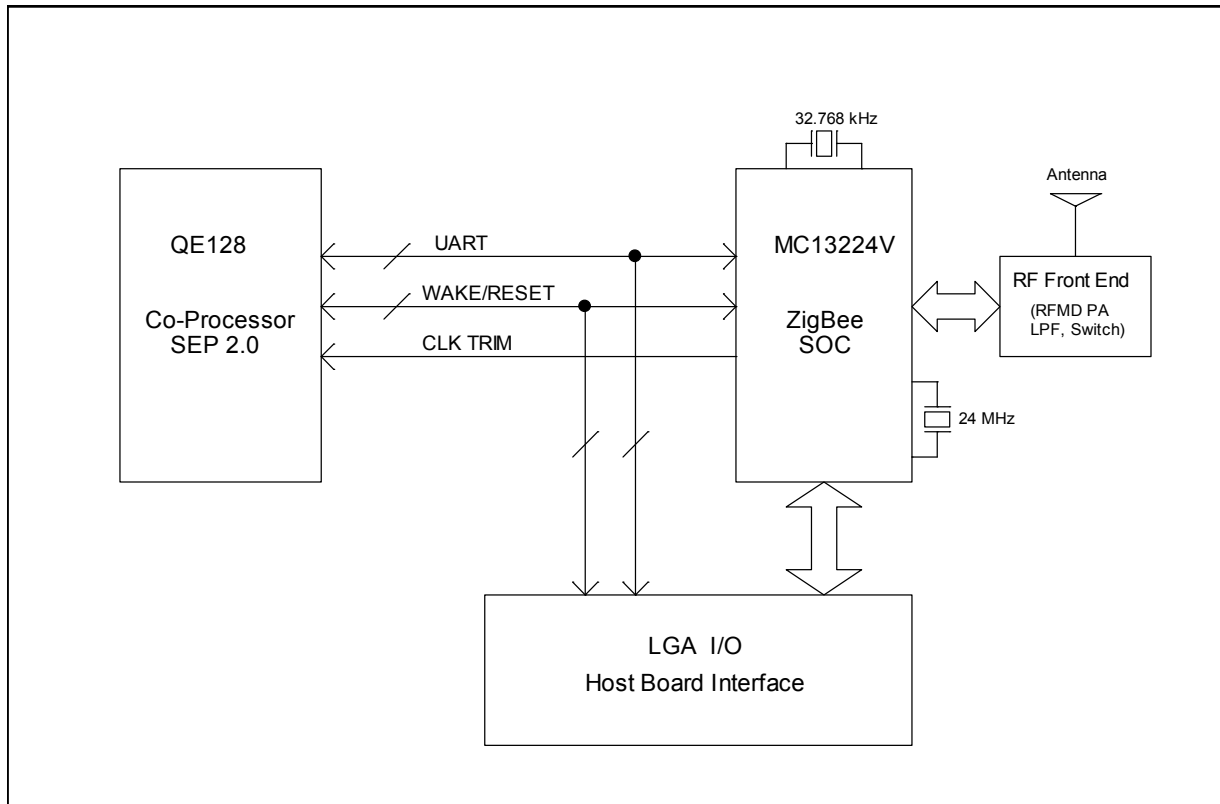 32.768 kHz
Antenna
QE128
Co-Processor
SEP 2.0
UART
WAKE/RESET
CLK TRIM
MC13224V
ZigBee
SOC
RF Front End
(RFMD PA
LPF, Switch)
24 MHz
LGA I/O
Host Board Interface